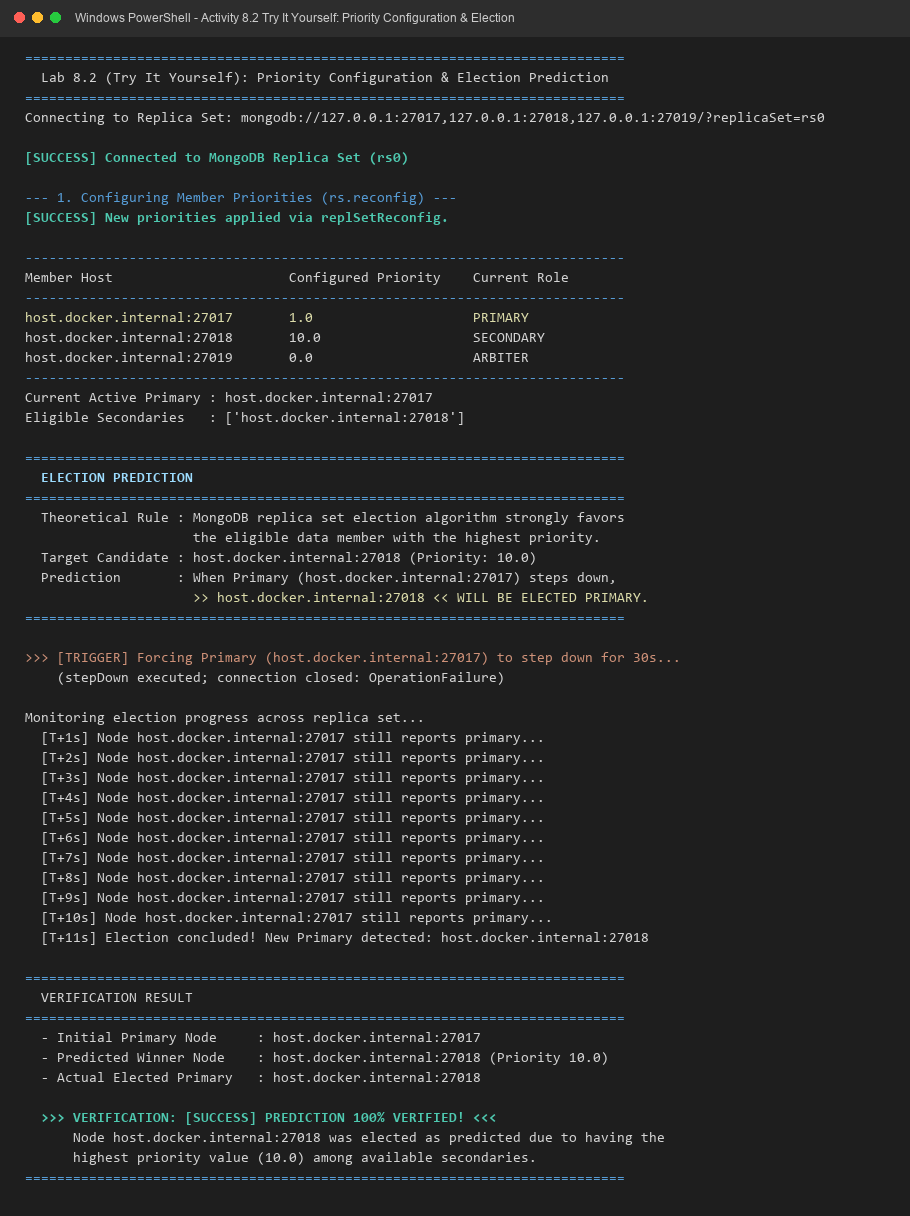 Windows PowerShell - Activity 8.2 Try It Yourself: Priority Configuration & Election
===========================================================================
Lab 8.2 (Try It Yourself): Priority Configuration & Election Prediction
===========================================================================
Connecting to Replica Set: mongodb://127.0.0.1:27017,127.0.0.1:27018,127.0.0.1:27019/?replicaSet=rs0
[SUCCESS] Connected to MongoDB Replica Set (rs0)
--- 1. Configuring Member Priorities (rs.reconfig) ---
[SUCCESS] New priorities applied via replSetReconfig.
---------------------------------------------------------------------------
Member Host                      Configured Priority    Current Role
---------------------------------------------------------------------------
host.docker.internal:27017       1.0                    PRIMARY
host.docker.internal:27018       10.0                   SECONDARY
host.docker.internal:27019       0.0                    ARBITER
---------------------------------------------------------------------------
Current Active Primary : host.docker.internal:27017
Eligible Secondaries   : ['host.docker.internal:27018']
===========================================================================
ELECTION PREDICTION
===========================================================================
Theoretical Rule : MongoDB replica set election algorithm strongly favors
the eligible data member with the highest priority.
Target Candidate : host.docker.internal:27018 (Priority: 10.0)
Prediction       : When Primary (host.docker.internal:27017) steps down,
>> host.docker.internal:27018 << WILL BE ELECTED PRIMARY.
===========================================================================
>>> [TRIGGER] Forcing Primary (host.docker.internal:27017) to step down for 30s...
(stepDown executed; connection closed: OperationFailure)
Monitoring election progress across replica set...
[T+1s] Node host.docker.internal:27017 still reports primary...
[T+2s] Node host.docker.internal:27017 still reports primary...
[T+3s] Node host.docker.internal:27017 still reports primary...
[T+4s] Node host.docker.internal:27017 still reports primary...
[T+5s] Node host.docker.internal:27017 still reports primary...
[T+6s] Node host.docker.internal:27017 still reports primary...
[T+7s] Node host.docker.internal:27017 still reports primary...
[T+8s] Node host.docker.internal:27017 still reports primary...
[T+9s] Node host.docker.internal:27017 still reports primary...
[T+10s] Node host.docker.internal:27017 still reports primary...
[T+11s] Election concluded! New Primary detected: host.docker.internal:27018
===========================================================================
VERIFICATION RESULT
===========================================================================
- Initial Primary Node     : host.docker.internal:27017
- Predicted Winner Node    : host.docker.internal:27018 (Priority 10.0)
- Actual Elected Primary   : host.docker.internal:27018
>>> VERIFICATION: [SUCCESS] PREDICTION 100% VERIFIED! <<<
Node host.docker.internal:27018 was elected as predicted due to having the
highest priority value (10.0) among available secondaries.
===========================================================================